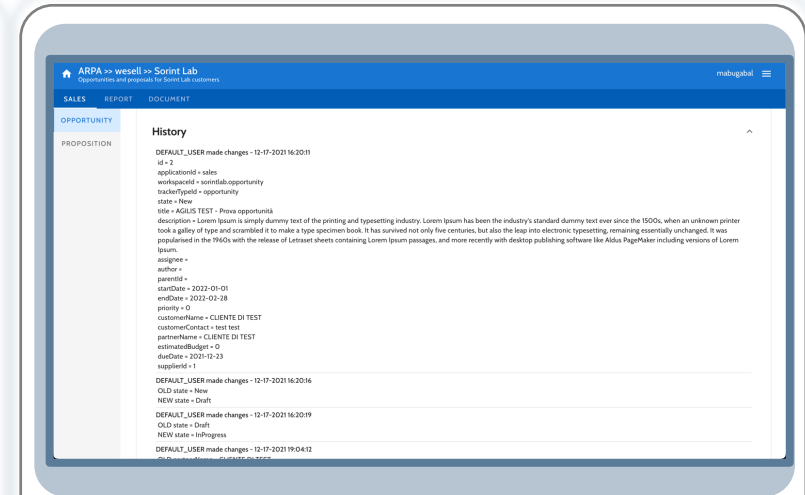 ARPA >> wesell >> Sorint Lab
Opportunities and proposals for Sorint Lab customers
mabugabal
SALES REPORT DOCUMENT
OPPORTUNITY
PROPOSITION
History
DEFAULT_USER made changes - 12-17-2021 16:20:11
id = 2
applicationId = sales
workspaceId = sorintlab.opportunity
trackerTypeId = opportunity
state = New
title = AGILIS TEST - Prova opportunità
description = Lorem Ipsum is simply dummy text of the printing and typesetting industry. Lorem Ipsum has been the industry's standard dummy text ever since the 1500s, when an unknown printer
took a galley of type and scrambled it to make a type specimen book. It has survived not only five centuries, but also the leap into electronic typesetting, remaining essentially unchanged. It was
popularised in the 1960s with the release of Letraset sheets containing Lorem Ipsum passages, and more recently with desktop publishing software like Aldus PageMaker including versions of Lorem
Ipsum.
assignee =
author =
parentId =
startDate = 2022-01-01
endDate = 2022-02-28
priority = 0
customerName = CLIENTE DI TEST
customerContact = test test
partnerName = CLIENTE DI TEST
estimatedBudget = 0
dueDate = 2021-12-23
supplierId = 1
DEFAULT_USER made changes - 12-17-2021 16:20:16
OLD state = New
NEW state = Draft
DEFAULT_USER made changes - 12-17-2021 16:20:19
OLD state = Draft
NEW state = InProgress
DEFAULT_USER made changes - 12-17-2021 19:04:12
OLD partnerName = CLIENTE DI TEST